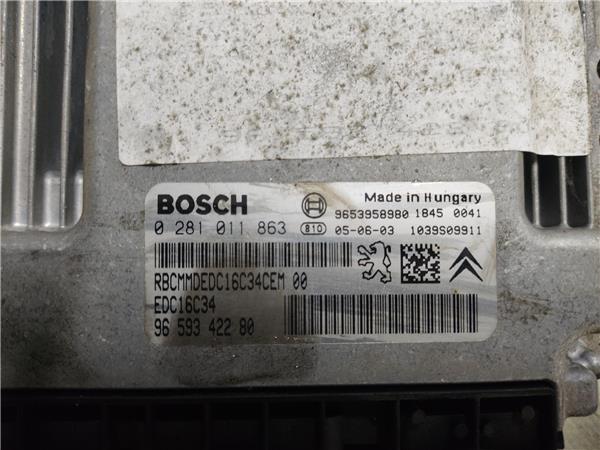 BOSCH
Made in Hungary
9653958980 1845 0041
0 281 011 863
810 05-06-03 1039S09911
RBCMMDEDC16C34CEM 00
EDC16C34
96 593 422 80